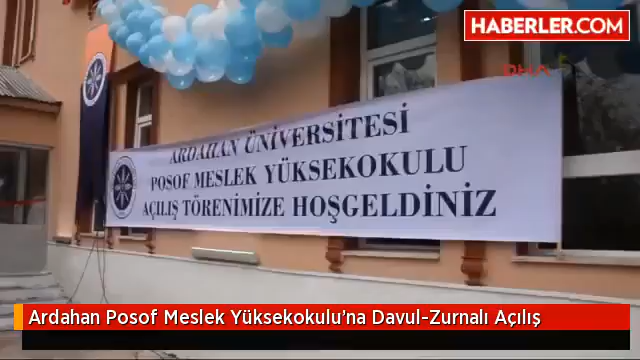 HABERLER.COM
DHA
ARDAHAN ÜNİVERSİTESİ
POSOF MESLEK YÜKSEKOKULU
AÇILIŞ TÖRENİMİZE HOŞGELDİNİZ
Ardahan Posof Meslek Yüksekokulu'na Davul-Zurnalı Açılış